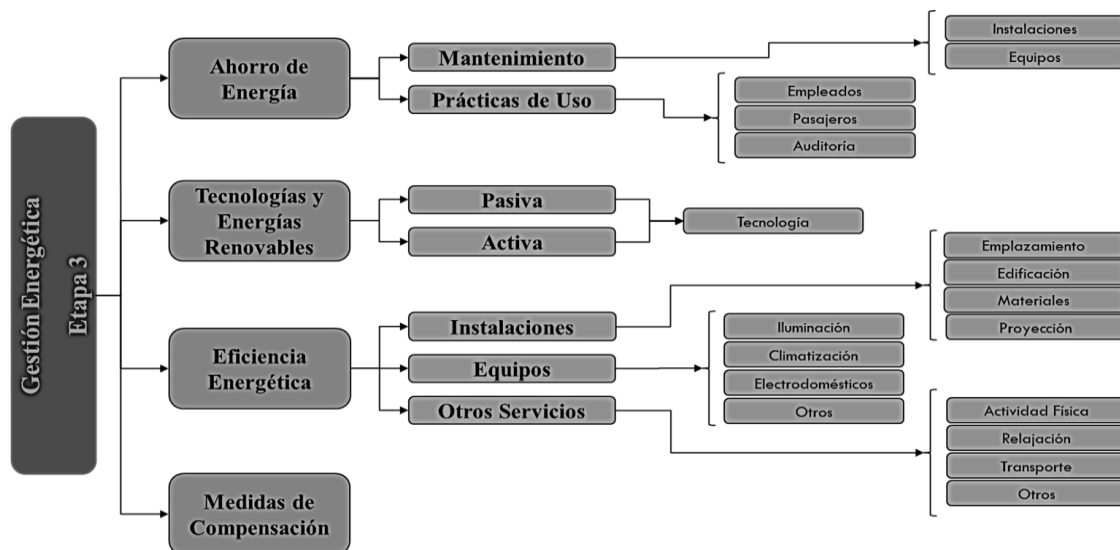 Gestión Energética
Etapa 3
Ahorro de
Energía
Mantenimiento
Instalaciones
Equipos
Prácticas de Uso
Empleados
Pasajeros
Auditoría
Tecnologías y
Energías
Renovables
Pasiva
Activa
Tecnología
Eficiencia
Energética
Instalaciones
Emplazamiento
Edificación
Materiales
Proyección
Equipos
Iluminación
Climatización
Electrodomésticos
Otros
Otros Servicios
Actividad Física
Relajación
Transporte
Otros
Medidas de
Compensación